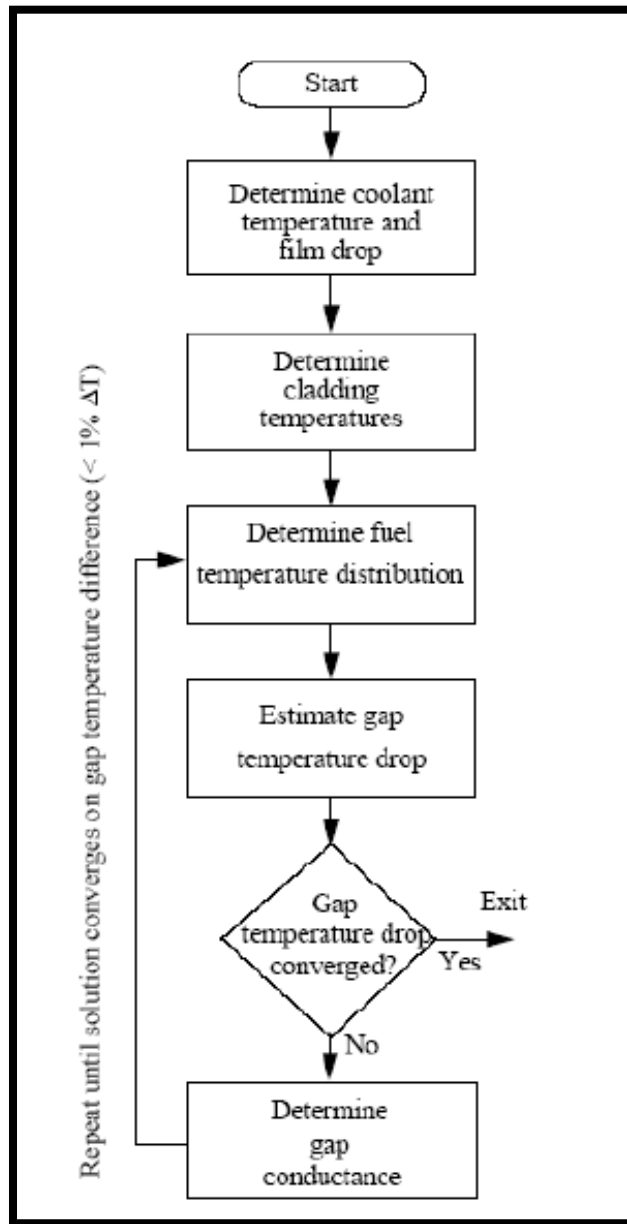 Start
Determine coolant
temperature and
film drop
Determine
cladding
temperatures
Determine fuel
temperature distribution
Estimate gap
temperature drop
Gap
temperature drop
converged?
Exit
Yes
No
Determine
gap
conductance
Repeat until solution converges on gap temperature difference (< 1% ΔT)